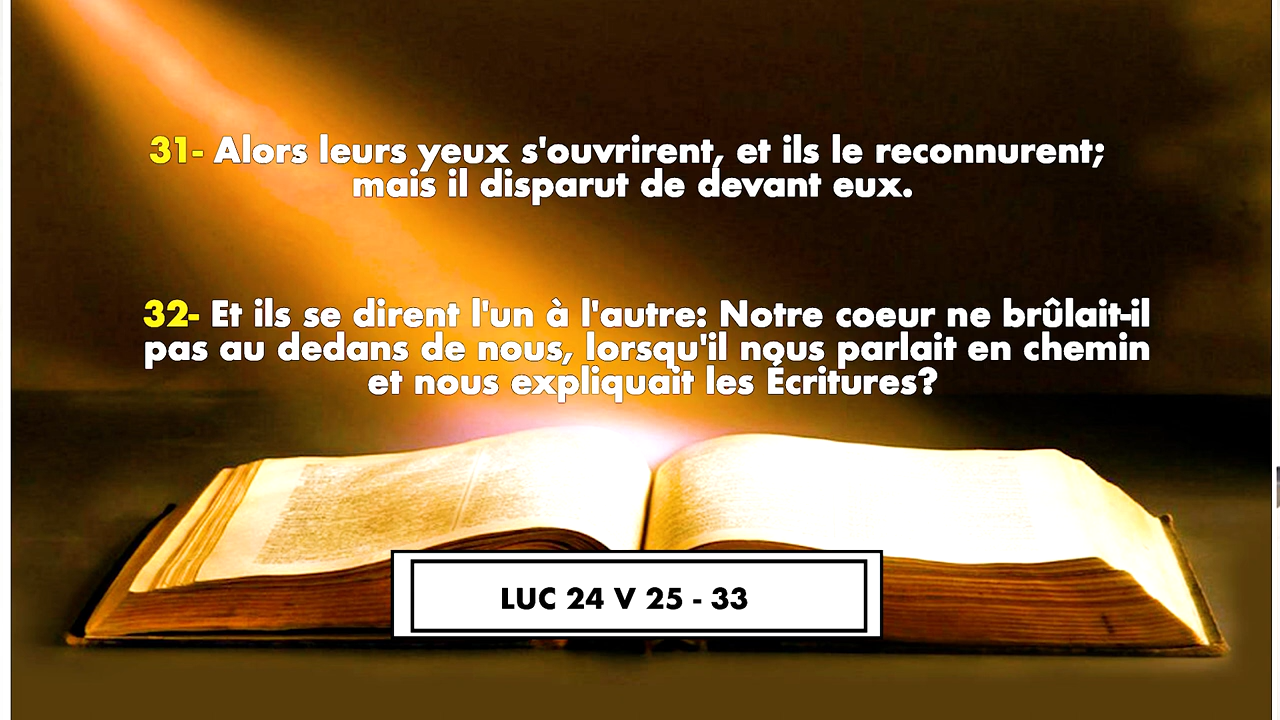 31- Alors leurs yeux s'ouvrirent, et ils le reconnurent;
mais il disparut de devant eux.
32- Et ils se dirent l'un à l'autre: Notre coeur ne brûlait-il
pas au dedans de nous, lorsqu'il nous parlait en chemin
et nous expliquait les Écritures?
LUC 24 V 25 - 33